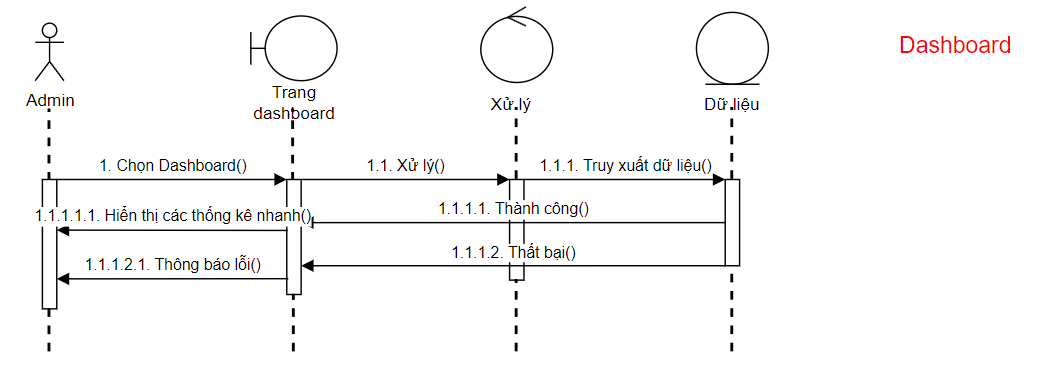 Dashboard
Admin
Trang
dashboard
Xử lý
Dữ liệu
1. Chọn Dashboard()
1.1. Xử lý()
1.1.1. Truy xuất dữ liệu()
1.1.1.1. Thành công()
1.1.1.1.1. Hiển thị các thống kê nhanh()
1.1.1.2. Thất bại()
1.1.1.2.1. Thông báo lỗi()